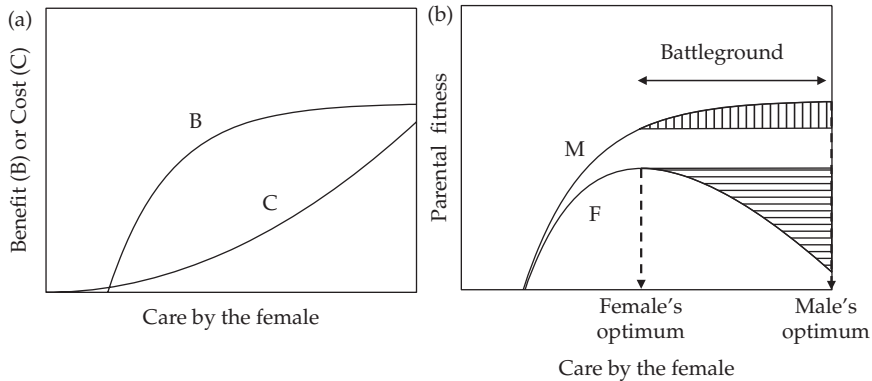 (a)
Benefit (B) or Cost (C)
B
C
Care by the female
(b)
Parental fitness
Battleground
M
F
Female's
optimum
Male's
optimum
Care by the female